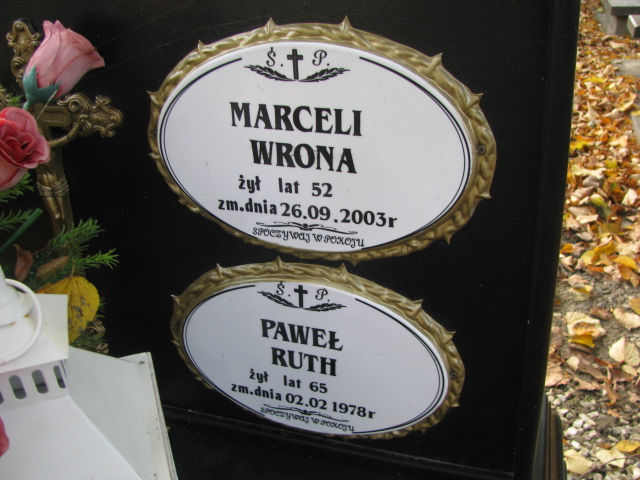 Ś. P.
MARCELI
WRONA
żył lat 52
zm.dnia 26.09.2003r
SPOCZYWAJ W POKOJU
Ś. P.
PAWEŁ
RUTH
żył lat 65
zm.dnia 02.02 1978r
SPOCZYWAJ W POKOJU